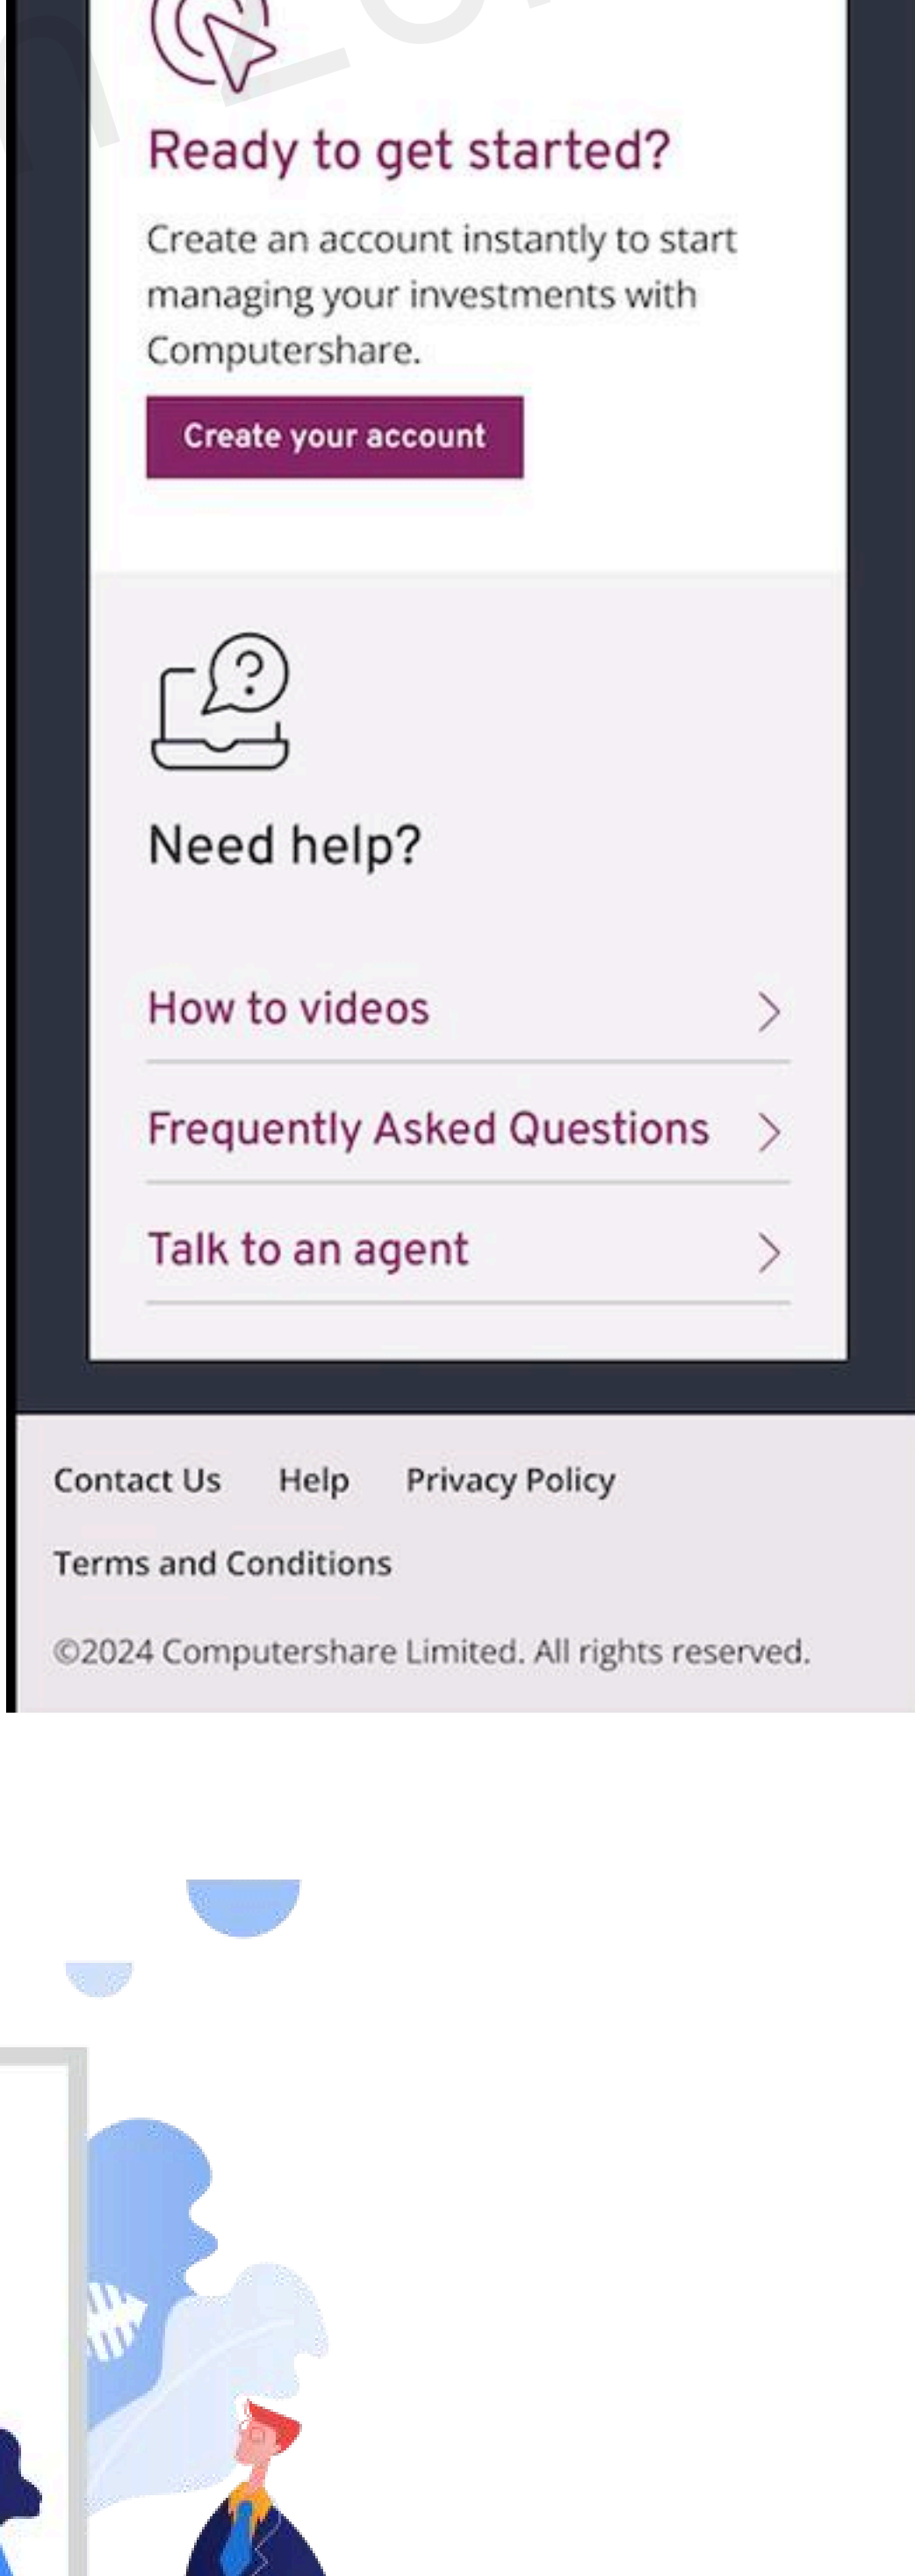 Ready to get started?
Create an account instantly to start
managing your investments with
Computershare.
Create your account
?
Need help?
How to videos
Frequently Asked Questions
Talk to an agent
Contact Us Help Privacy Policy
Terms and Conditions
©2024 Computershare Limited. All rights reserved.